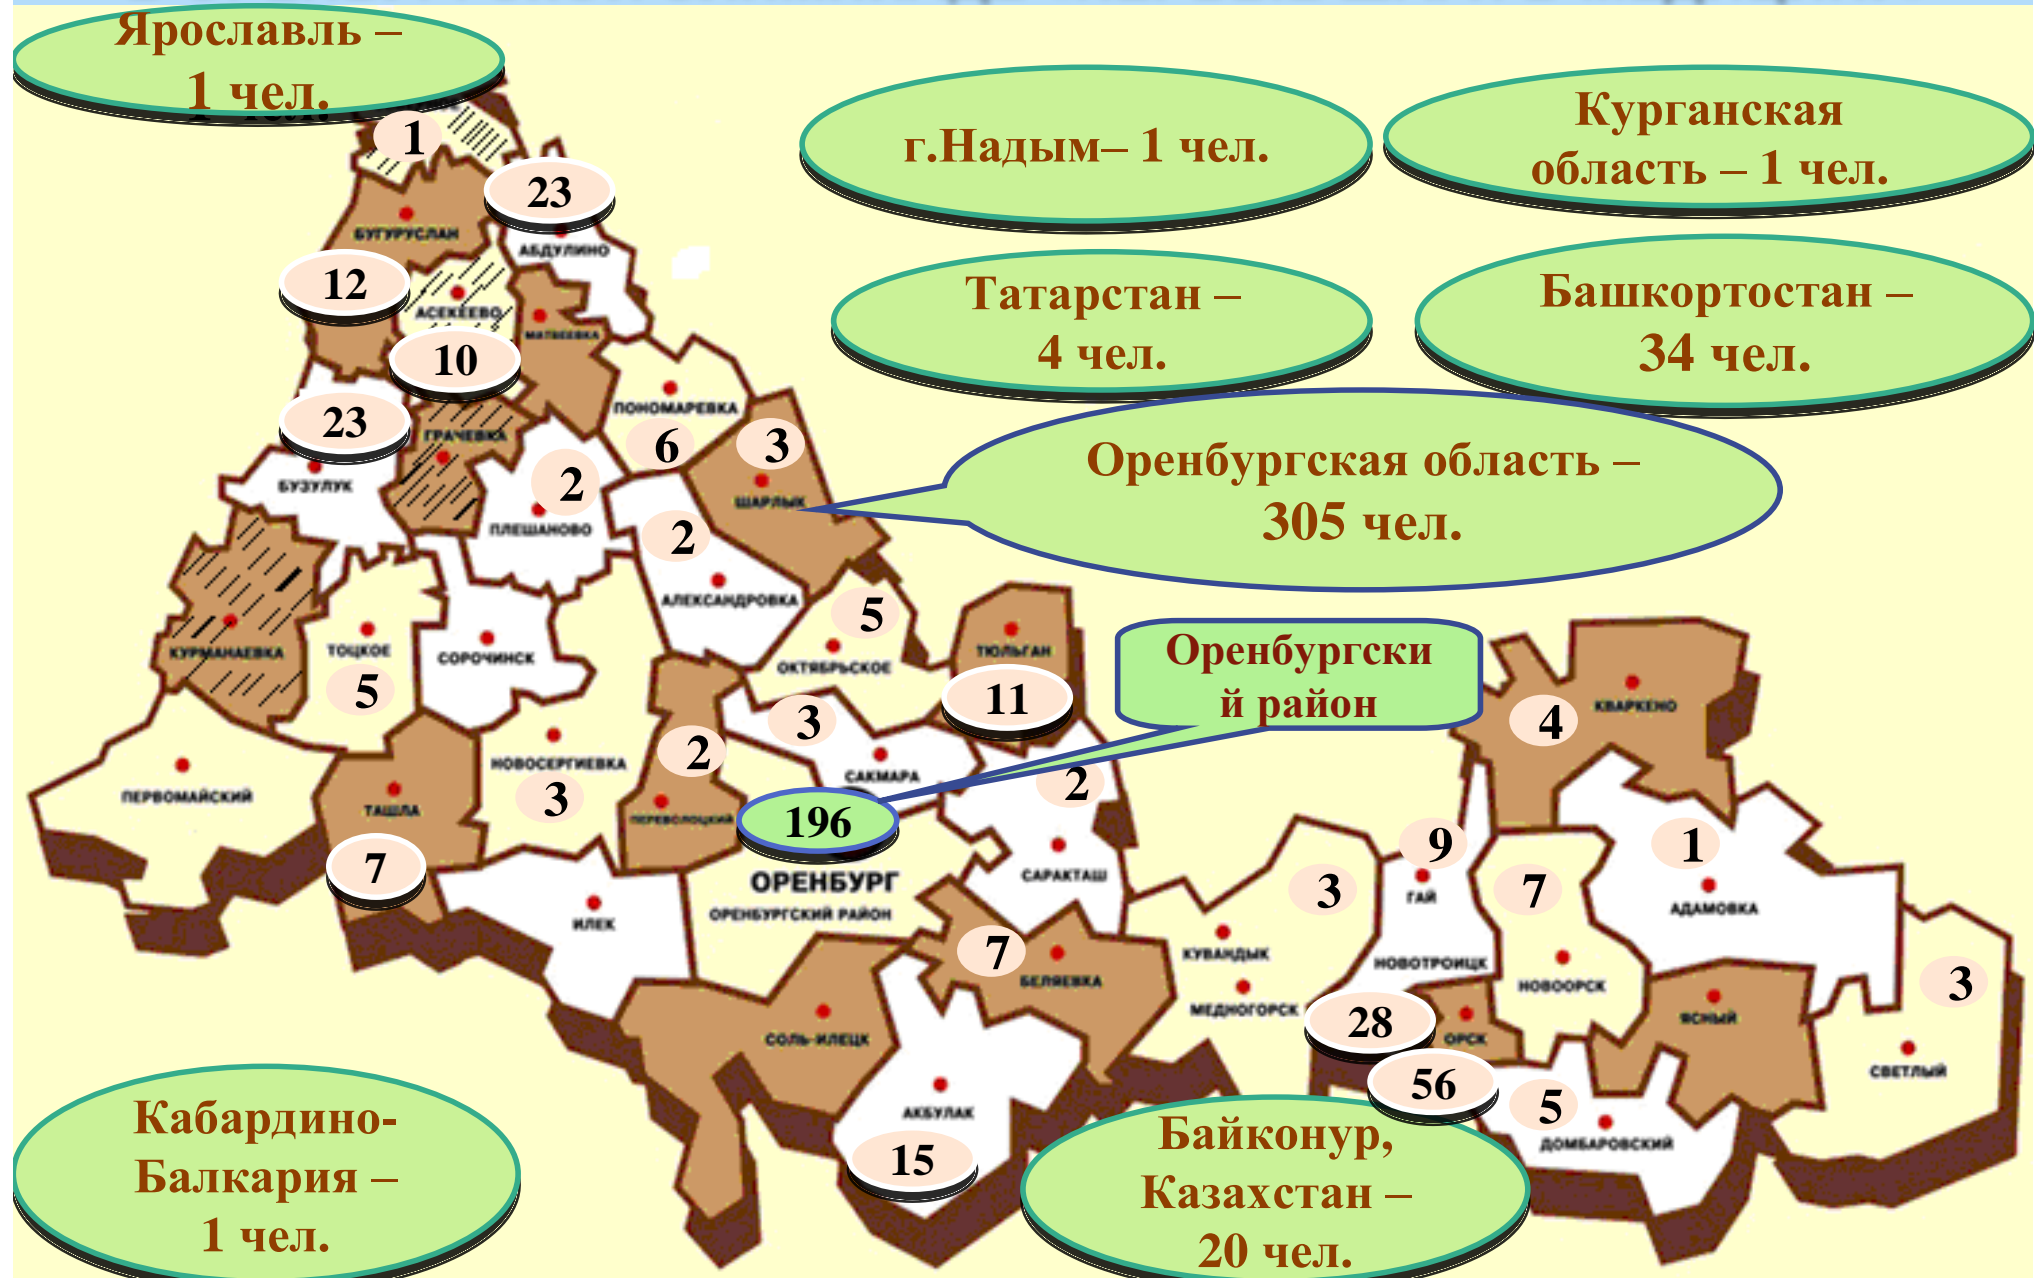 Ярославль –
1 чел.
г.Надым– 1 чел.
Курганская
область – 1 чел.
1
23
БУГУРУСЛАН
АБДУЛИНО
12
АСЕКЕЕВО
МАТВЕЕВКА
10
Татарстан –
4 чел.
Башкортостан –
34 чел.
23
ГРАЧЕВКА
ПОНОМАРЕВКА
6
3
ШАРЛЫК
Оренбургская область –
305 чел.
БУЗУЛУК
2
ПЛЕШАНОВО
2
АЛЕКСАНДРОВКА
5
ОКТЯБРЬСКОЕ
КУРМАНАЕВКА
ТОЦКОЕ
5
СОРОЧИНСК
ТЮЛЬГАН
11
Оренбургски
й район
КВАРКЕНО
4
ПЕРВОМАЙСКИЙ
ТАШЛА
7
НОВОСЕРГИЕВКА
3
2
ПЕРЕВОЛОЦКИЙ
3
САКМАРА
196
2
САРАКТАШ
ОРЕНБУРГ
ОРЕНБУРГСКИЙ РАЙОН
ИЛЕК
3
9
ГАЙ
7
1
АДАМОВКА
7
БЕЛЯЕВКА
КУВАНДЫК
МЕДНОГОРСК
НОВОТРОИЦК
НОВООРСК
3
СОЛЬ-ИЛЕЦК
28
ОРСК
ЯСНЫЙ
СВЕТЛЫЙ
56
5
ДОМБАРОВСКИЙ
АКБУЛАК
15
Кабардино-
Балкария –
1 чел.
Байконур,
Казахстан –
20 чел.